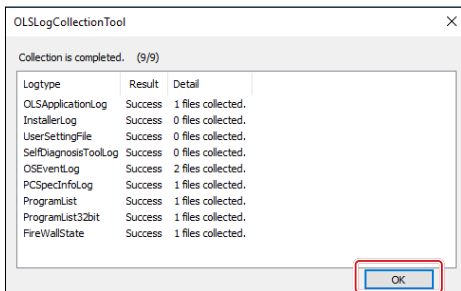 OLSLogCollectionTool
Collection is completed. (9/9)
Logtype Result Detail
OLSApplicationLog Success 1 files collected.
InstallerLog Success 0 files collected.
UserSettingFile Success 0 files collected.
SelfDiagnosisToolLog Success 0 files collected.
OSEventLog Success 2 files collected.
PCSpecInfoLog Success 1 files collected.
ProgramList Success 1 files collected.
ProgramList32bit Success 1 files collected.
FireWallState Success 1 files collected.
OK